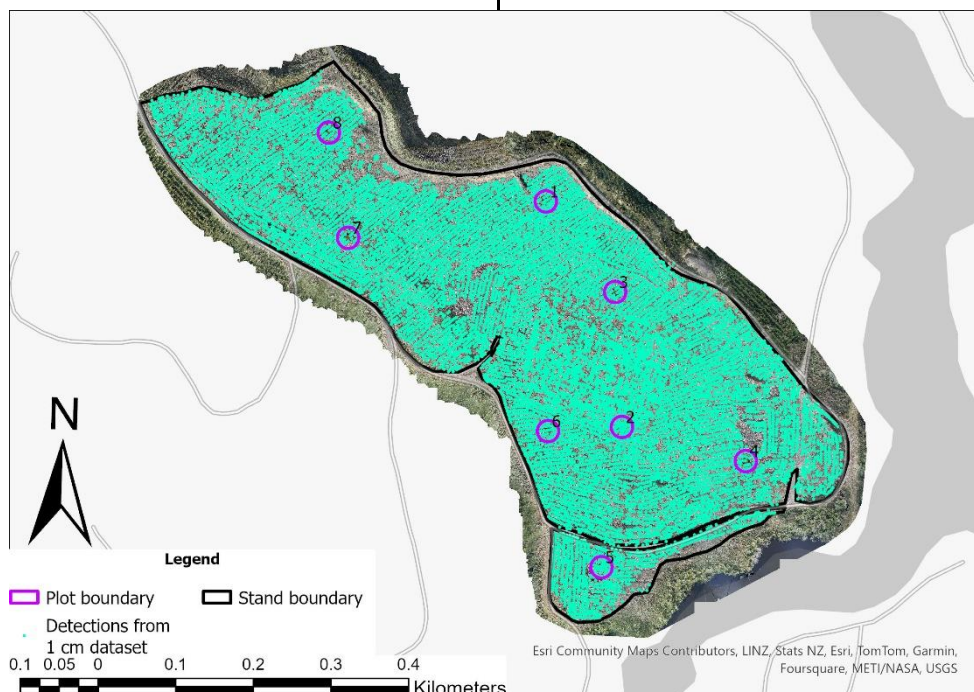 8
1
7
3
2
6
4
5
N
Legend
Plot boundary
Stand boundary
Detections from
1 cm dataset
0.1 0.05 0 0.1 0.2 0.3 0.4
Kilometers
Esri Community Maps Contributors, LINZ, Stats NZ, Esri, TomTom, Garmin,
Foursquare, METI/NASA, USGS